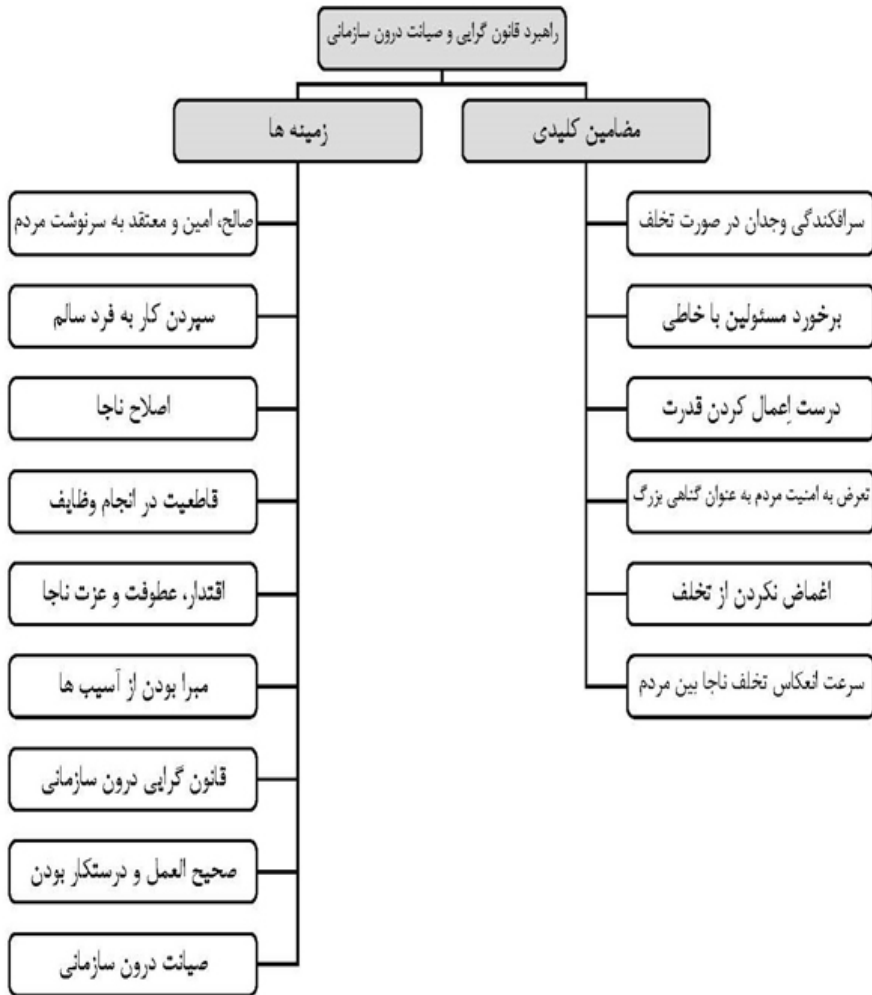 راهبرد قانون گرایی و صیانت درون سازمانی
مضامین کلیدی
سرافکندگی وجدان در صورت تخلف
برخورد مسئولین با خاطی
درست اِعمال کردن قدرت
تعرض به امنیت مردم به عنوان گناهی بزرگ
اغماض نکردن از تخلف
سرعت انعکاس تخلف ناجا بین مردم
زمینه ها
صالح، امین و معتقد به سرنوشت مردم
سپردن کار به فرد سالم
اصلاح ناجا
قاطعیت در انجام وظایف
اقتدار، عطوفت و عزت ناجا
مبرا بودن از آسیب ها
قانون گرایی درون سازمانی
صحیح العمل و درستکار بودن
صیانت درون سازمانی